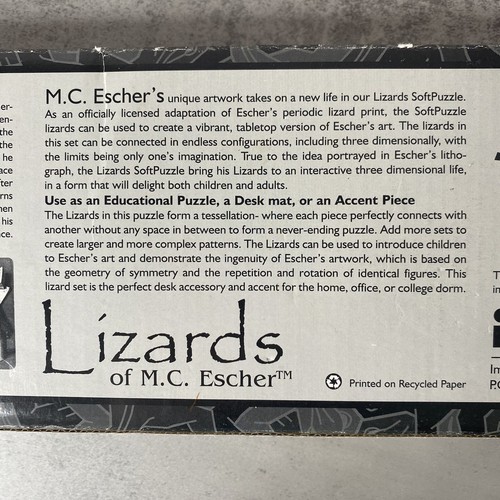 M.C. Escher's unique artwork takes on a new life in our Lizards SoftPuzzle.
As an officially licensed adaptation of Escher's periodic lizard print, the SoftPuzzle
lizards can be used to create a vibrant, tabletop version of Escher's art. The lizards in
this set can be connected in endless configurations, including three dimensionally, with
the limits being only one's imagination. True to the idea portrayed in Escher's litho-
graph, the Lizards SoftPuzzle bring his Lizards to an interactive three dimensional life,
in a form that will delight both children and adults.
Use as an Educational Puzzle, a Desk mat, or an Accent Piece
The Lizards in this puzzle form a tessellation- where each piece perfectly connects with
another without any space in between to form a never-ending puzzle. Add more sets to
create larger and more complex patterns. The Lizards can be used to introduce children
to Escher's art and demonstrate the ingenuity of Escher's artwork, which is based on
the geometry of symmetry and the repetition and rotation of identical figures. This
lizard set is the perfect desk accessory and accent for the home, office, or college dorm.
Lizards
of M.C. Escher™
Printed on Recycled Paper